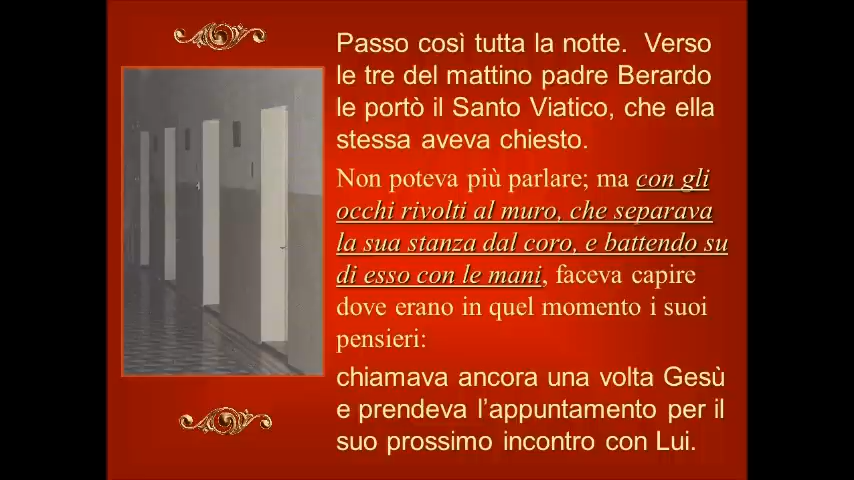 Passo così tutta la notte.  Verso
le tre del mattino padre Berardo
le portò il Santo Viatico, che ella
stessa aveva chiesto.
Non poteva più parlare; ma con gli
occhi rivolti al muro, che separava
la sua stanza dal coro, e battendo su
di esso con le mani, faceva capire
dove erano in quel momento i suoi
pensieri:
chiamava ancora una volta Gesù
e prendeva l’appuntamento per il
suo prossimo incontro con Lui.